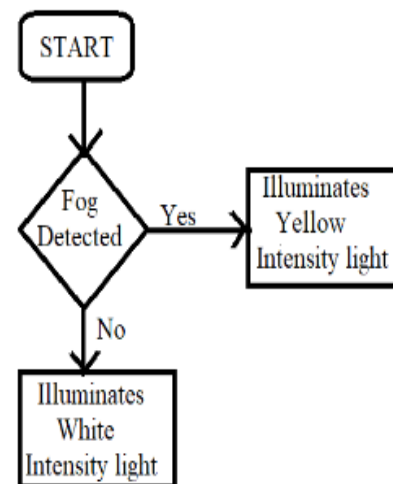 START
Fog
Detected
Yes
Illuminates
Yellow
Intensity light
No
Illuminates
White
Intensity light